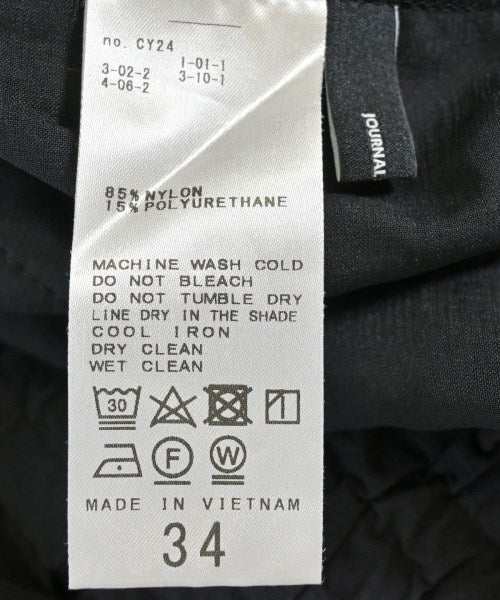 no. CY24
3-02-2 1-01-1
4-06-2 3-10-1
JOURNAL
85% NYLON
15% POLYURETHANE
MACHINE WASH COLD
DO NOT BLEACH
DO NOT TUMBLE DRY
LINE DRY IN THE SHADE
COOL IRON
DRY CLEAN
WET CLEAN
30
F W
MADE IN VIETNAM
34